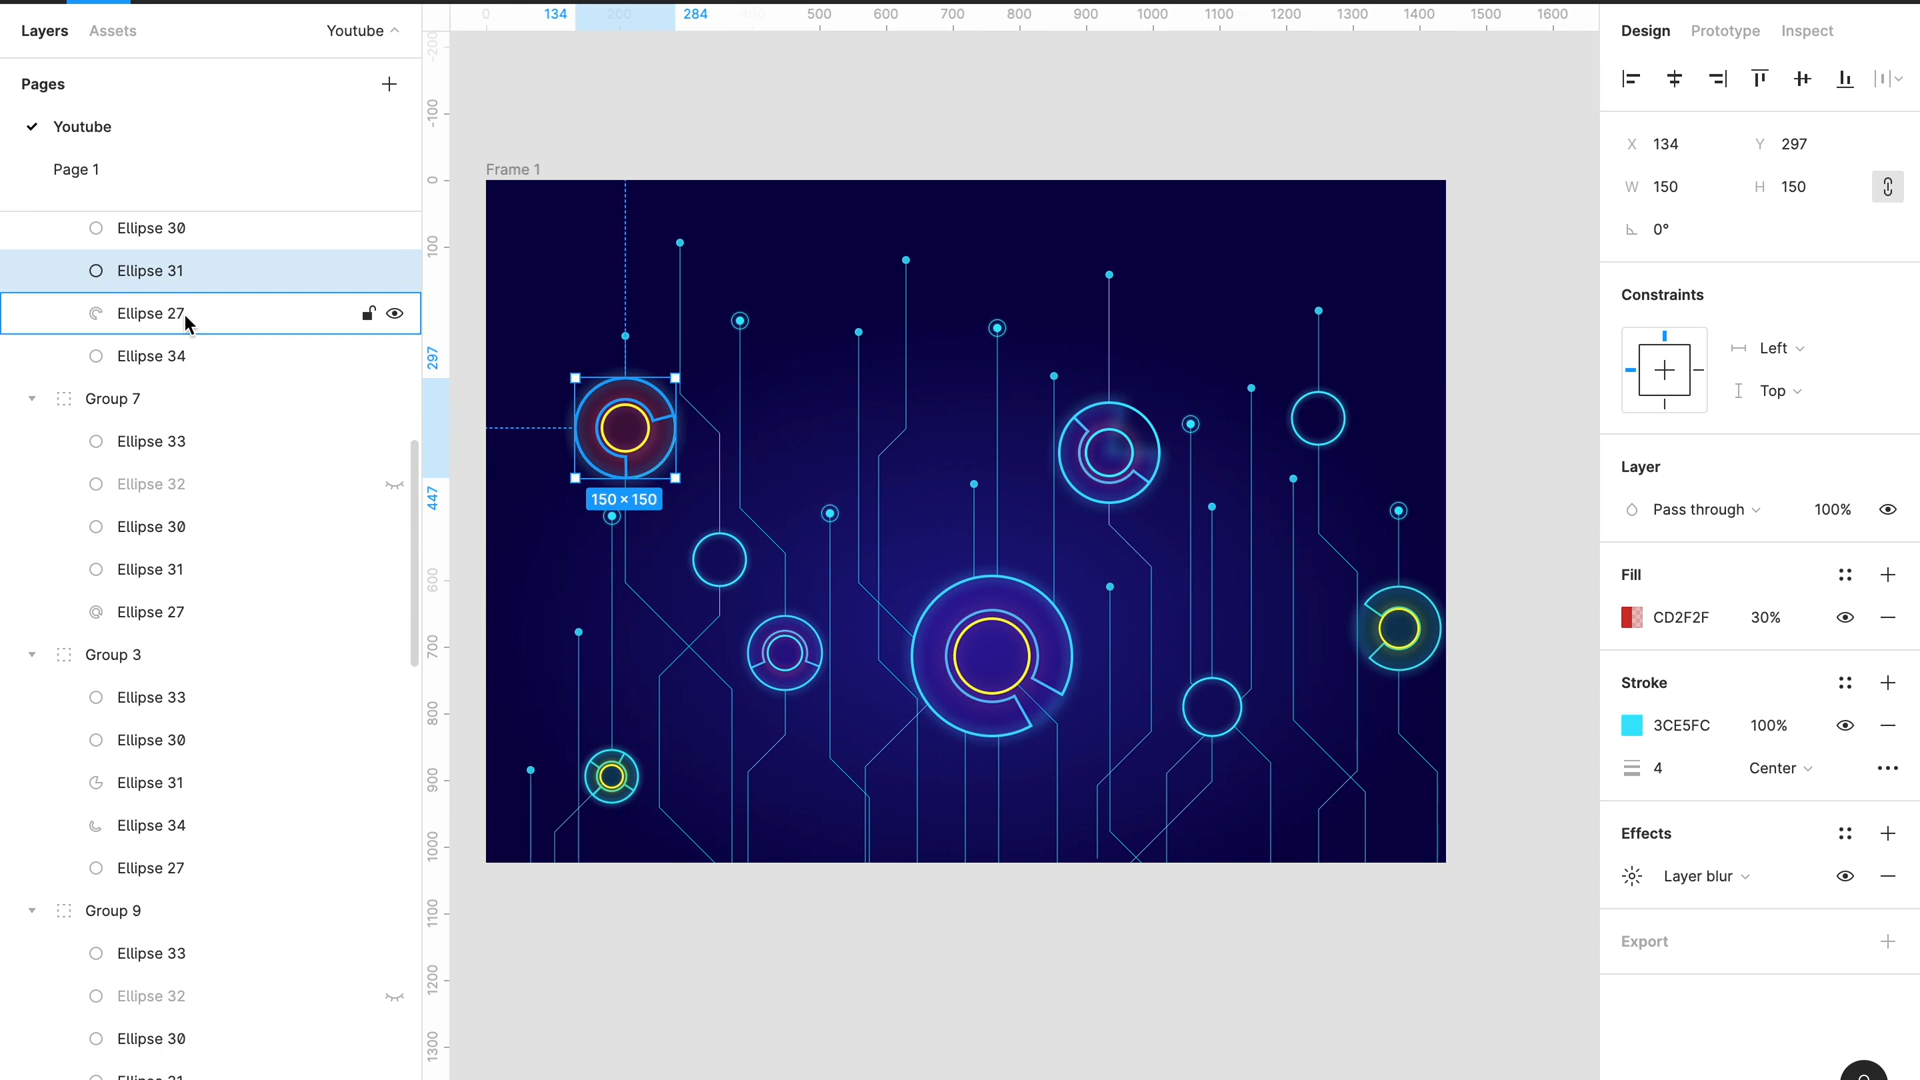 Layers Assets Youtube
Pages
Youtube
Page 1
Ellipse 30
Ellipse 31
Ellipse 27
Ellipse 34
Group 7
Ellipse 33
Ellipse 32
Ellipse 30
Ellipse 31
Ellipse 27
Group 3
Ellipse 33
Ellipse 30
Ellipse 31
Ellipse 34
Ellipse 27
Group 9
Ellipse 33
Ellipse 32
Ellipse 30
Ellipse 31
0 134 200 284 400 500 600 700 800 900 1000 1100 1200 1300 1400 1500 1600
-200
-100
0
100
297
447
600
700
800
900
1000
1100
1200
1300
Frame 1
150 × 150
Design Prototype Inspect
X 134 Y 297
W 150 H 150
0°
Constraints
Left
Top
Layer
Pass through 100%
Fill
CD2F2F 30%
Stroke
3CE5FC 100%
4 Center
Effects
Layer blur
Export